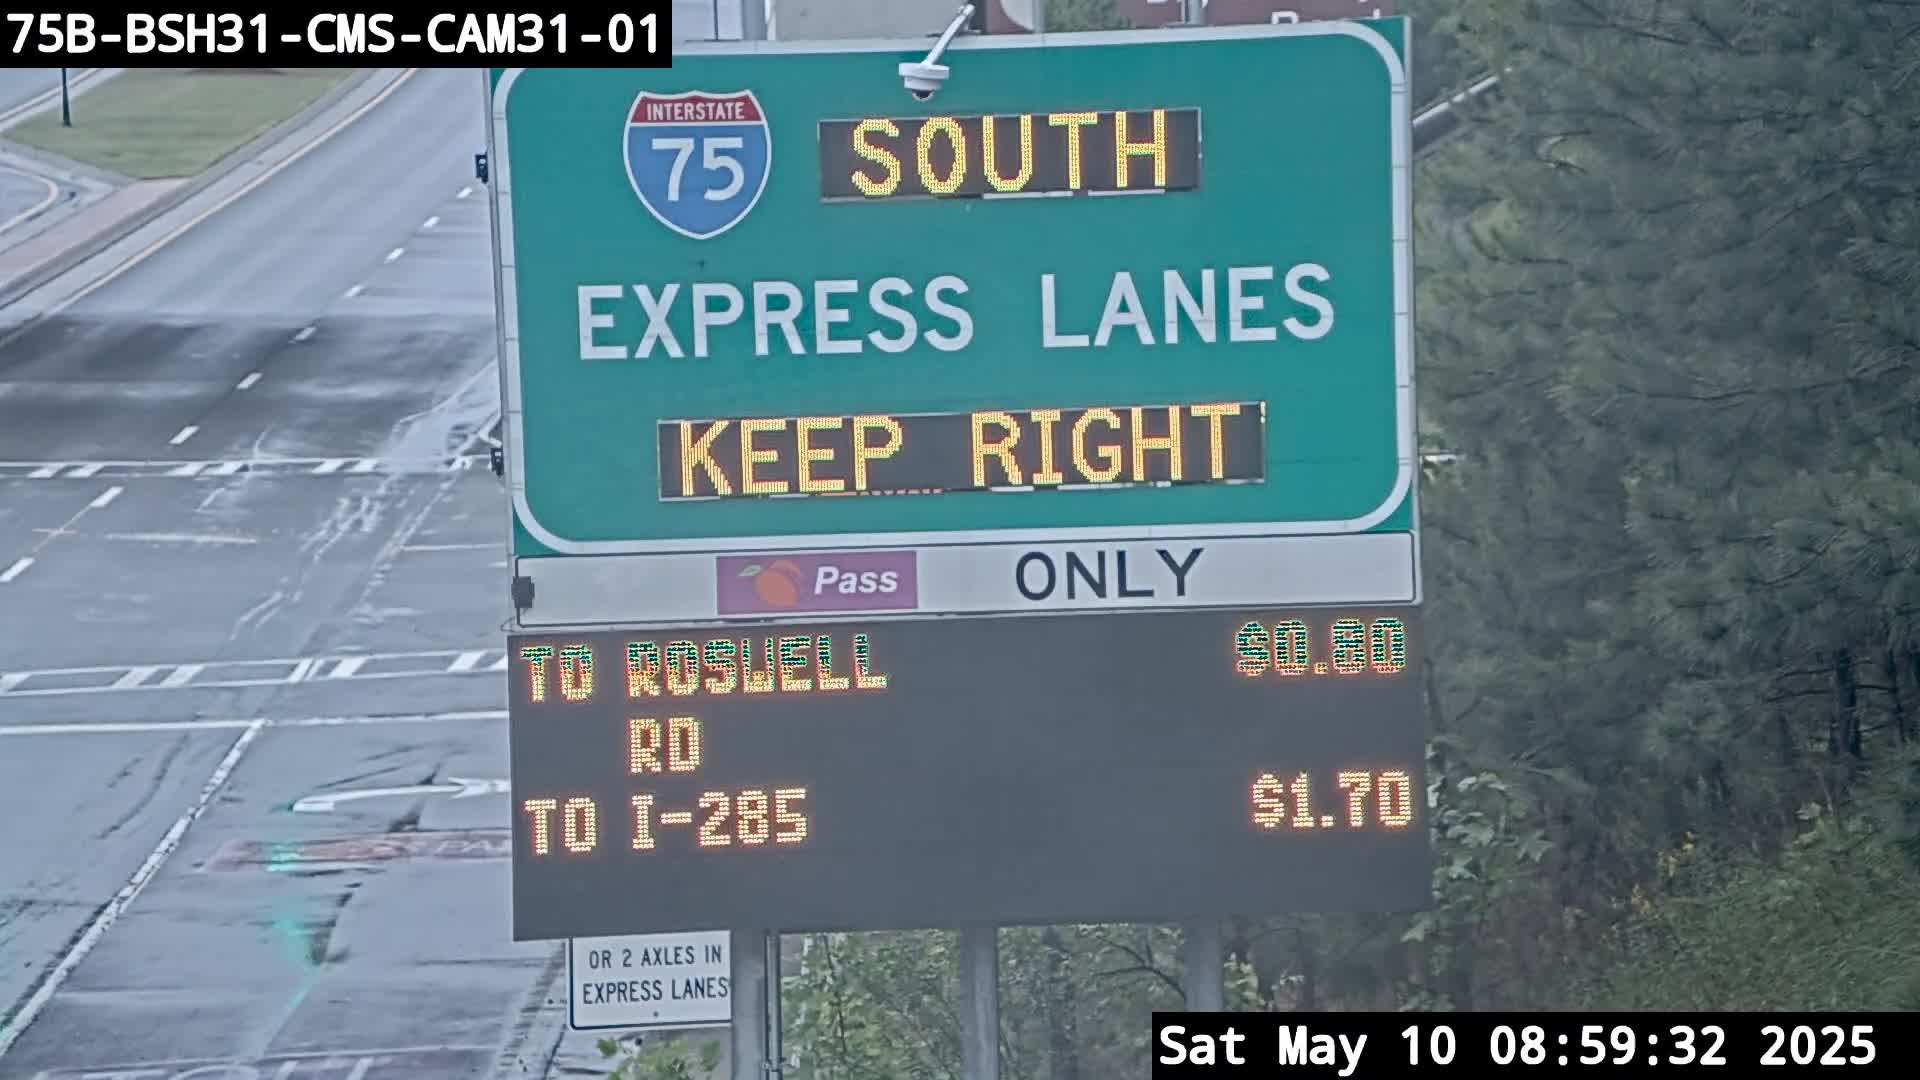 75B-BSH31-CMS-CAM31-01
INTERSTATE
75
SOUTH
EXPRESS LANES
KEEP RIGHT
Pass ONLY
TO ROSWELL $0.80
RD
TO I-285 $1.70
OR 2 AXLES IN
EXPRESS LANES
Sat May 10 08:59:32 2025